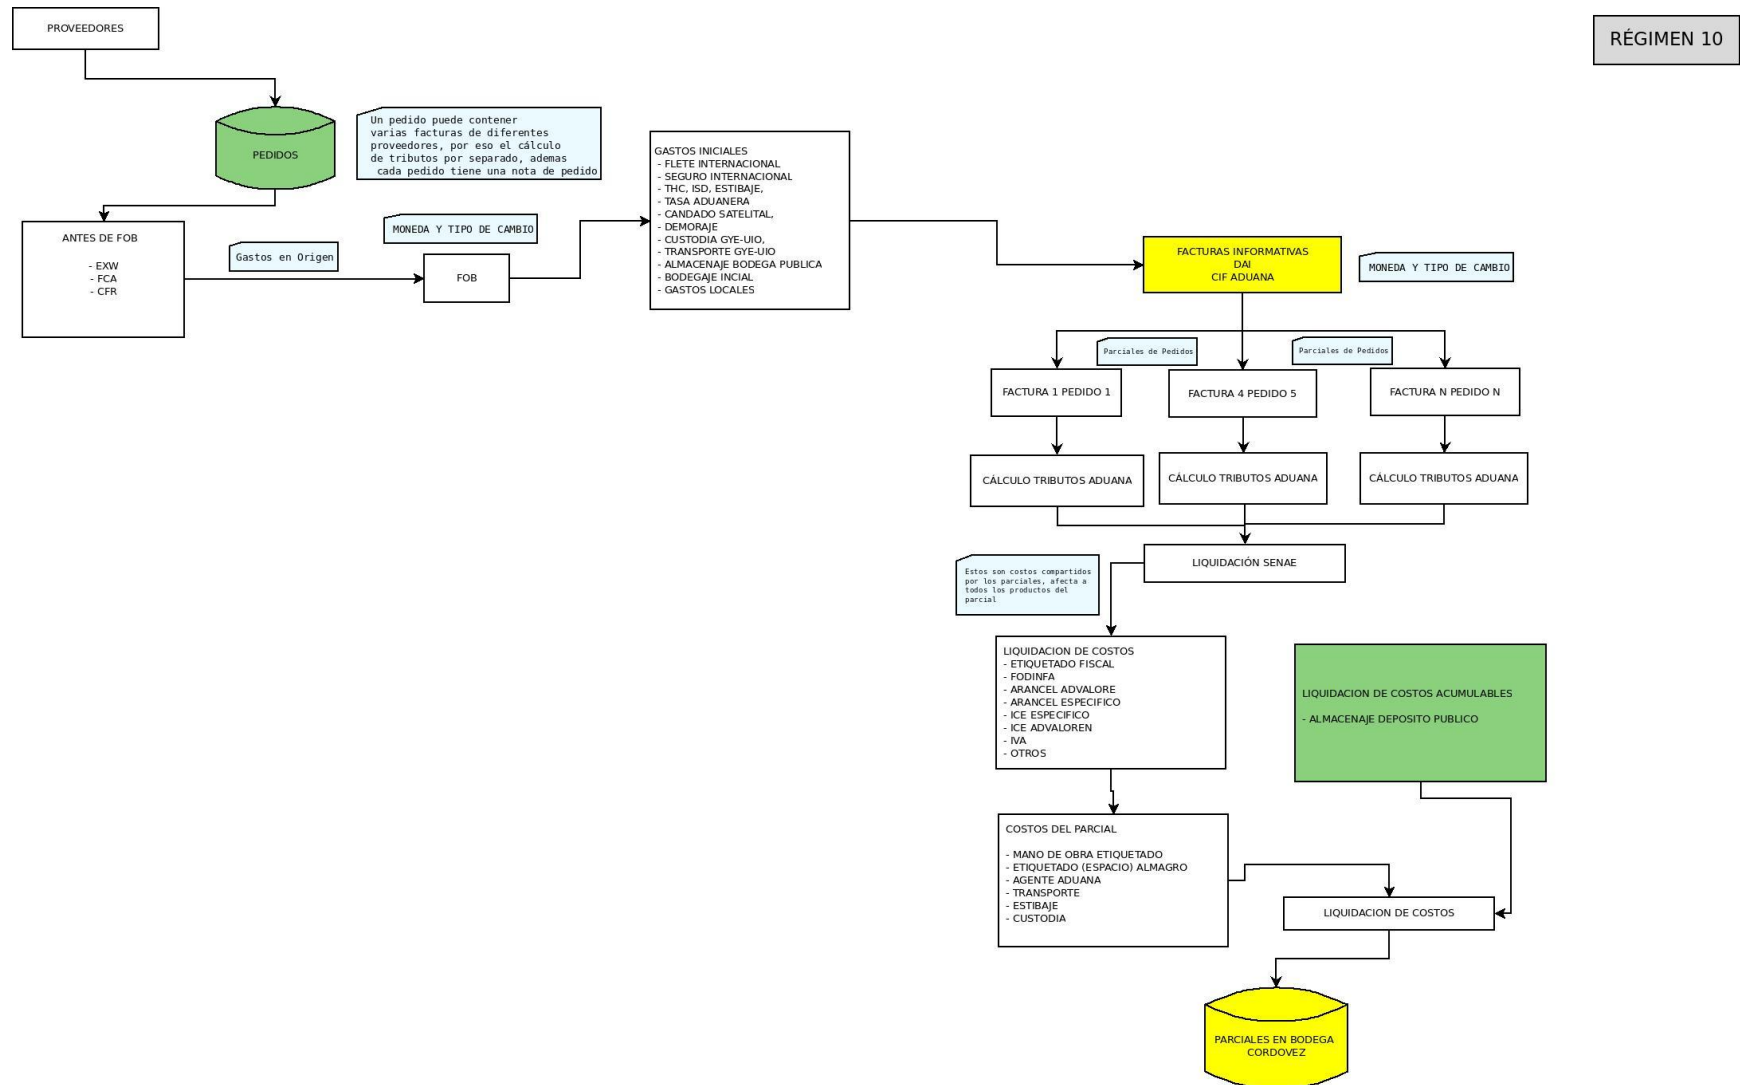 PROVEEDORES
RÉGIMEN 10
PEDIDOS
Un pedido puede contener
varias facturas de diferentes
proveedores, por eso el cálculo
de tributos por separado, ademas
cada pedido tiene una nota de pedido
ANTES DE FOB
- EXW
- FCA
- CFR
Gastos en Origen
MONEDA Y TIPO DE CAMBIO
FOB
GASTOS INICIALES
- FLETE INTERNACIONAL
- SEGURO INTERNACIONAL
- THC, ISD, ESTIBAJE,
- TASA ADUANERA
- CANDADO SATELITAL,
- DEMORAJE
- CUSTODIA GYE-UIO,
- TRANSPORTE GYE-UIO
- ALMACENAJE BODEGA PUBLICA
- BODEGAJE INCIAL
- GASTOS LOCALES
FACTURAS INFORMATIVAS
DAI
CIF ADUANA
MONEDA Y TIPO DE CAMBIO
Parciales de Pedidos
Parciales de Pedidos
FACTURA 1 PEDIDO 1
FACTURA 4 PEDIDO 5
FACTURA N PEDIDO N
CÁLCULO TRIBUTOS ADUANA
CÁLCULO TRIBUTOS ADUANA
CÁLCULO TRIBUTOS ADUANA
LIQUIDACIÓN SENAE
Estos son costos compartidos
por los parciales, afecta a
todos los productos del
parcial
LIQUIDACION DE COSTOS
- ETIQUETADO FISCAL
- FODINFA
- ARANCEL ADVALORE
- ARANCEL ESPECIFICO
- ICE ESPECIFICO
- ICE ADVALOREN
- IVA
- OTROS
LIQUIDACION DE COSTOS ACUMULABLES
- ALMACENAJE DEPOSITO PUBLICO
COSTOS DEL PARCIAL
- MANO DE OBRA ETIQUETADO
- ETIQUETADO (ESPACIO) ALMAGRO
- AGENTE ADUANA
- TRANSPORTE
- ESTIBAJE
- CUSTODIA
LIQUIDACION DE COSTOS
PARCIALES EN BODEGA
CORDOVEZ